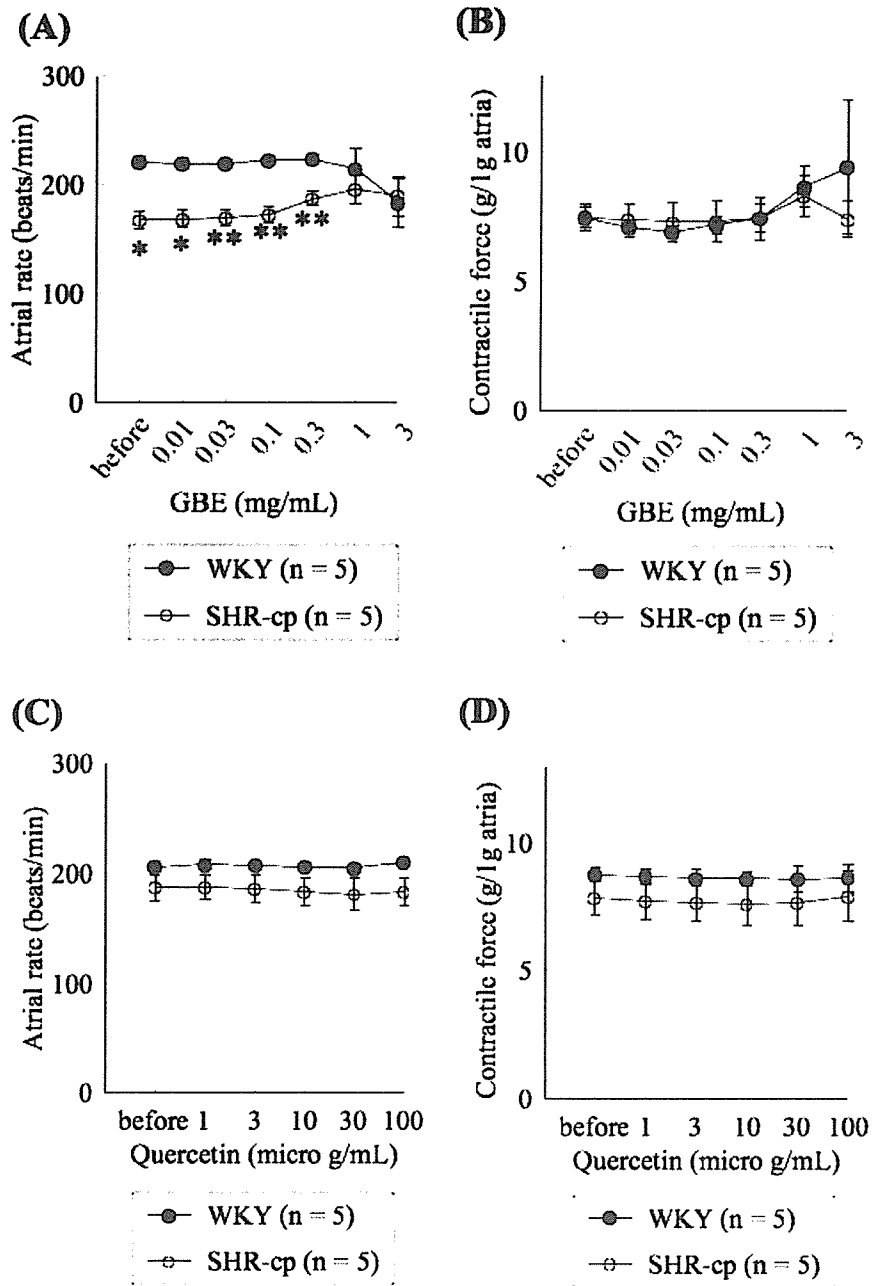 (A)
Atrial rate (beats/min)
300
200
100
0
* * ** ** **
before 0.01 0.03 0.1 0.3 1 3
GBE (mg/mL)
WKY (n = 5)
SHR-cp (n = 5)
(B)
Contractile force (g/1g atria)
10
5
0
before 0.01 0.03 0.1 0.3 1 3
GBE (mg/mL)
WKY (n = 5)
SHR-cp (n = 5)
(C)
Atrial rate (beats/min)
300
200
100
0
before 1 3 10 30 100
Quercetin (micro g/mL)
WKY (n = 5)
SHR-cp (n = 5)
(D)
Contractile force (g/1g atria)
10
5
0
before 1 3 10 30 100
Quercetin (micro g/mL)
WKY (n = 5)
SHR-cp (n = 5)